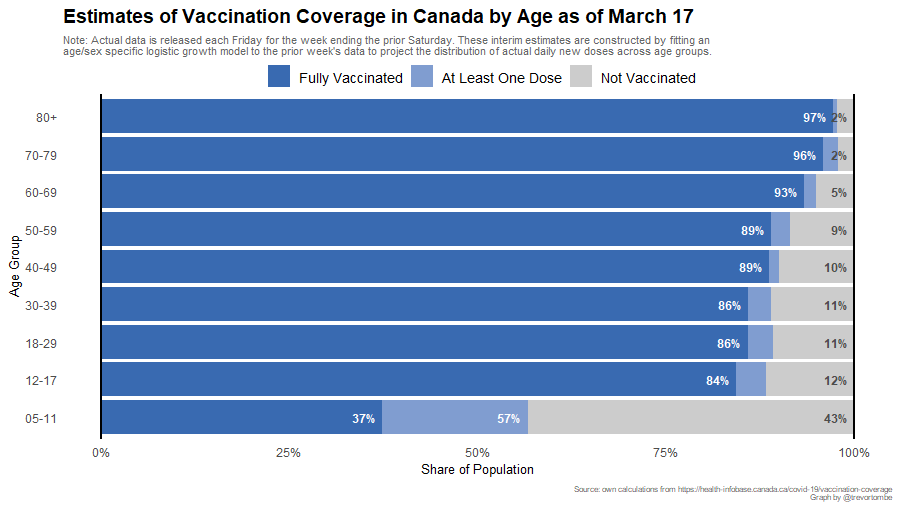 Estimates of Vaccination Coverage in Canada by Age as of March 17
Note: Actual data is released each Friday for the week ending the prior Saturday. These interim estimates are constructed by fitting an
age/sex specific logistic growth model to the prior week's data to project the distribution of actual daily new doses across age groups.
Fully Vaccinated At Least One Dose Not Vaccinated
80+ 97% 2%
70-79 96% 2%
60-69 93% 5%
50-59 89% 9%
40-49 89% 10%
30-39 86% 11%
18-29 86% 11%
12-17 84% 12%
05-11 37% 57% 43%
Age Group
0% 25% 50% 75% 100%
Share of Population
Source: own calculations from https://health-infobase.canada.ca/covid-19/vaccination-coverage
Graph by @trevortombe